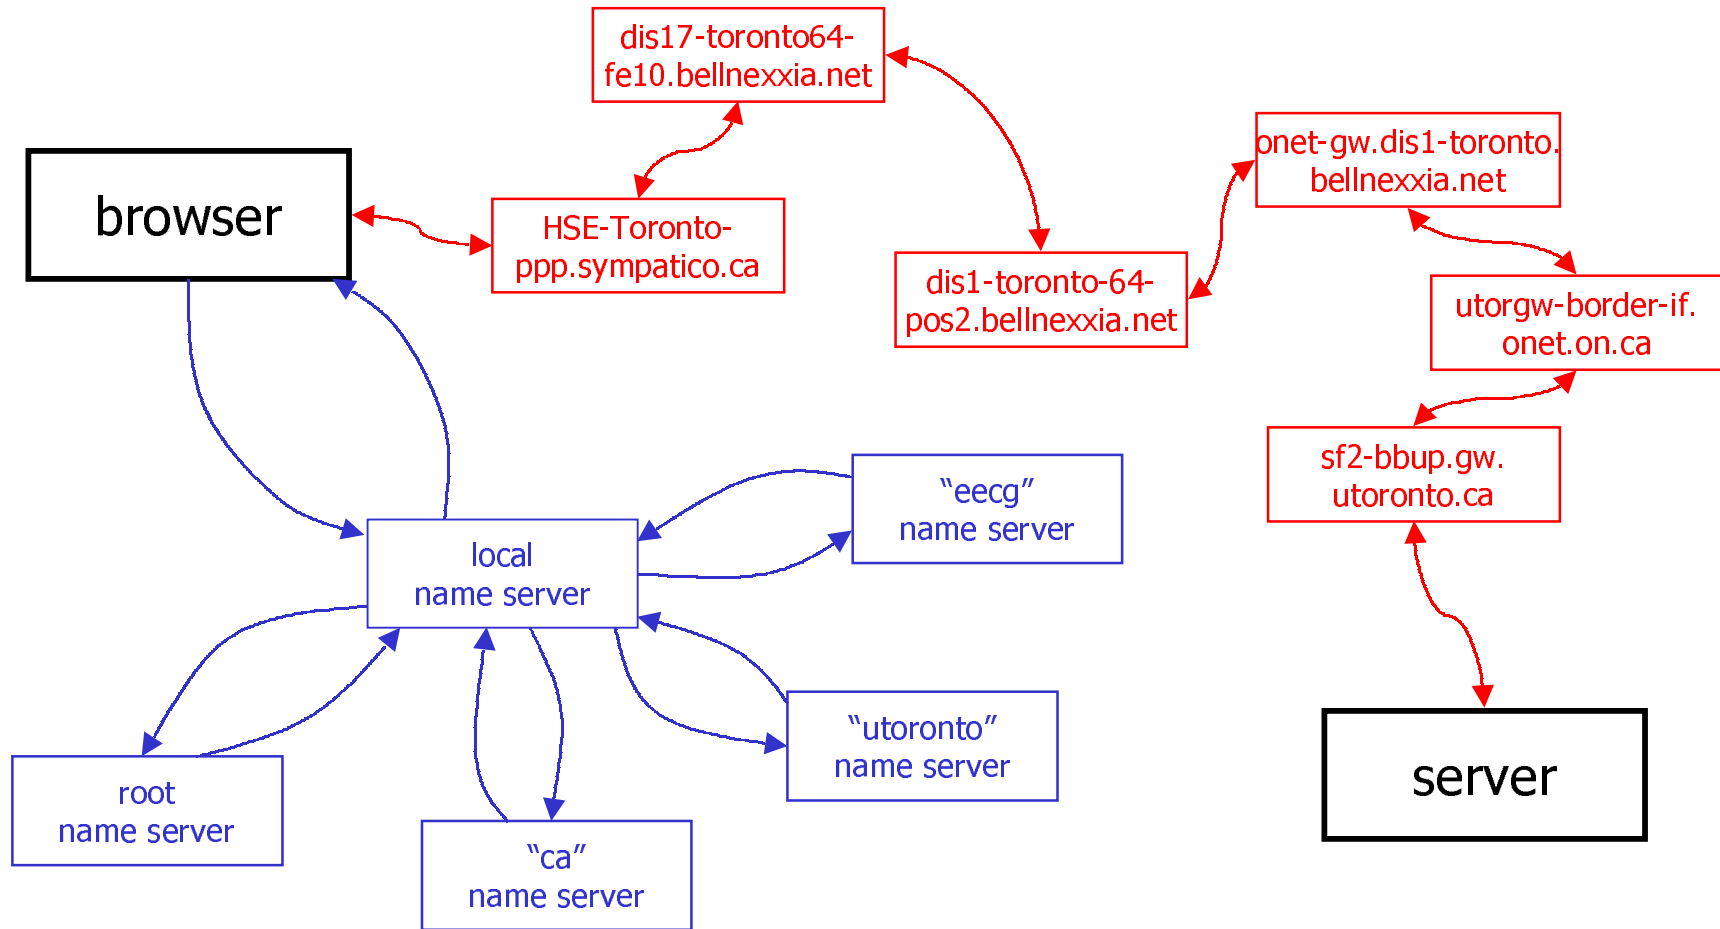 dis17-toronto64-
fe10.bellnexxia.net
onet-gw.dis1-toronto.
bellnexxia.net
browser
HSE-Toronto-
ppp.sympatico.ca
dis1-toronto-64-
pos2.bellnexxia.net
utorgw-border-if.
onet.on.ca
sf2-bbup.gw.
utoronto.ca
“eecg”
name server
local
name server
“utoronto”
name server
server
root
name server
“ca”
name server